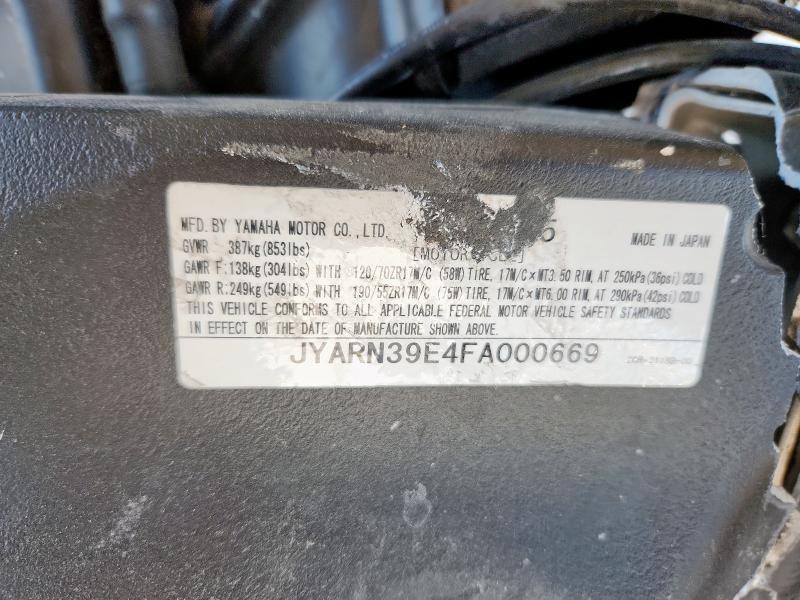 MFD. BY YAMAHA MOTOR CO., LTD. 5 MADE IN JAPAN
GVWR 387kg(853lbs)
GAWR F:138kg(304lbs) WITH 120/70ZR17M/C (58W) TIRE, 17M/C×MT3.50 RIM, AT 250kPa(36psi) COLD
GAWR R:249kg(549lbs) WITH 190/55ZR17M/C (75W) TIRE, 17M/C×MT6.00 RIM, AT 290kPa(42psi) COLD
THIS VEHICLE CONFORMS TO ALL APPLICABLE FEDERAL MOTOR VEHICLE SAFETY STANDARDS
IN EFFECT ON THE DATE OF MANUFACTURE SHOWN ABOVE.
JYARN39E4FA000669